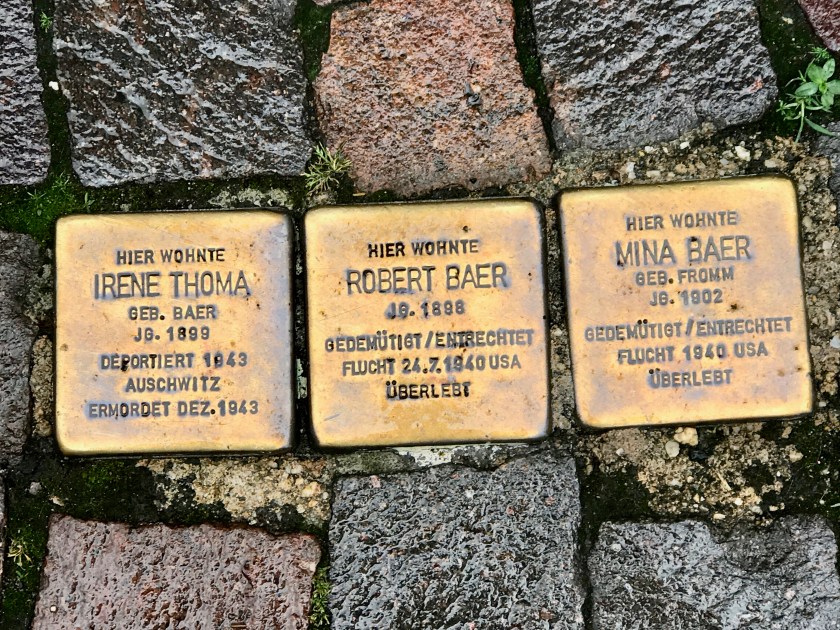 HIER WOHNTE
IRENE THOMA
GEB. BAER
JG. 1899
DEPORTIERT 1943
AUSCHWITZ
ERMORDET DEZ.1943
HIER WOHNTE
ROBERT BAER
JG. 1898
GEDEMÜTIGT/ENTRECHTET
FLUCHT 24.7.1940 USA
ÜBERLEBT
HIER WOHNTE
MINA BAER
GEB. FROMM
JG. 1902
GEDEMÜTIGT/ENTRECHTET
FLUCHT 1940 USA
ÜBERLEBT